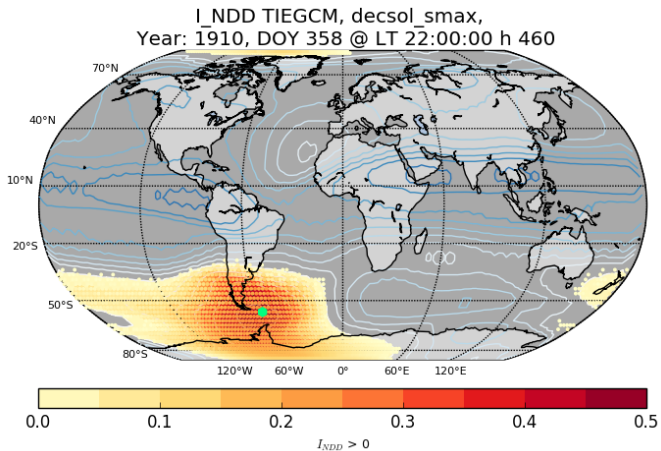 I_NDD TIEGCM, decsol_smax,
Year: 1910, DOY 358 @ LT 22:00:00 h 460
70°N
40°N
10°N
20°S
50°S
80°S
120°W 60°W 0° 60°E 120°E
0.0 0.1 0.2 0.3 0.4 0.5
I_NDD > 0